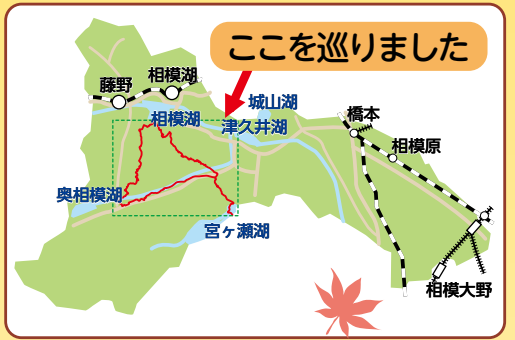 ここを巡りました
藤野
相模湖
相模湖
城山湖
津久井湖
橋本
相模原
奥相模湖
宮ヶ瀬湖
相模大野